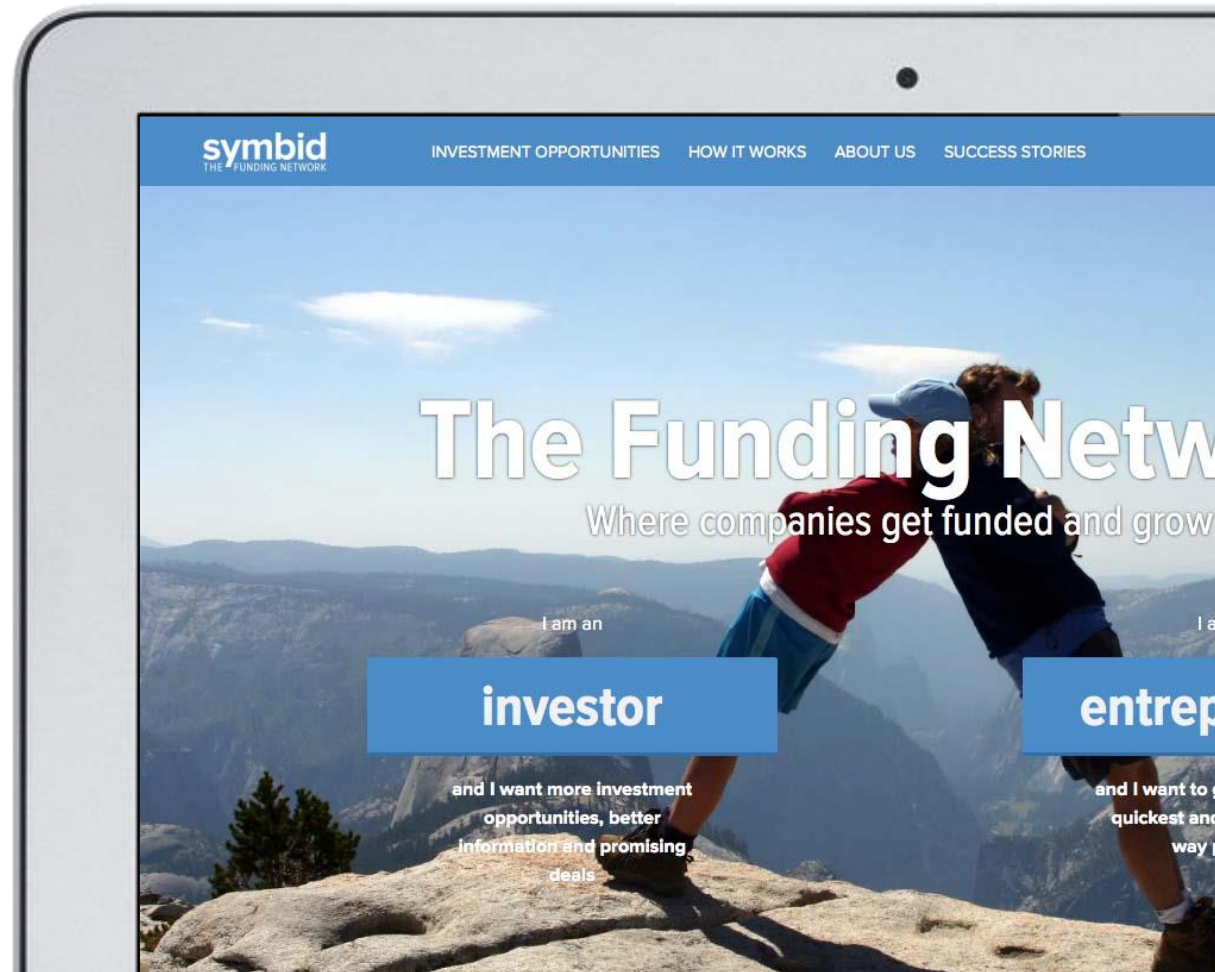 symbid
THE FUNDING NETWORK
INVESTMENT OPPORTUNITIES HOW IT WORKS ABOUT US SUCCESS STORIES
The Funding Netw
Where companies get funded and grow
I am an
investor
and I want more investment
opportunities, better
information and promising
deals
I a
entrep
and I want to g
quickest and
way p